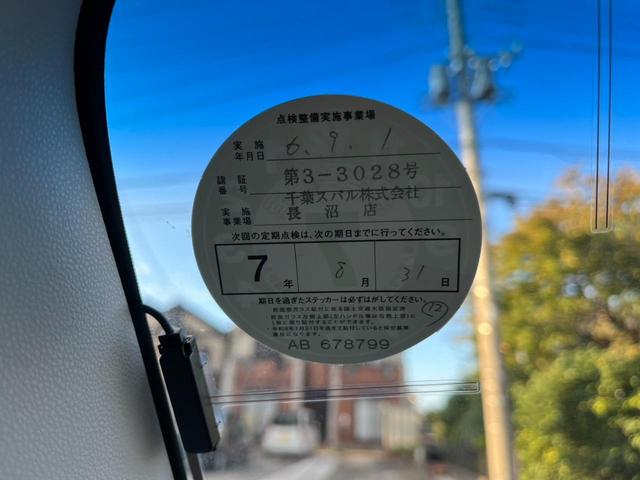 点検整備実施事業場
実施年月日 6. 9. 1
認証番号 第3-3028号
実施事業場 千葉スバル株式会社
長沼店
次回の定期点検は、次の期日までに行ってください。
7年 8月 31日
期日を過ぎたステッカーは必ずはがしてください。
12
AB 678799